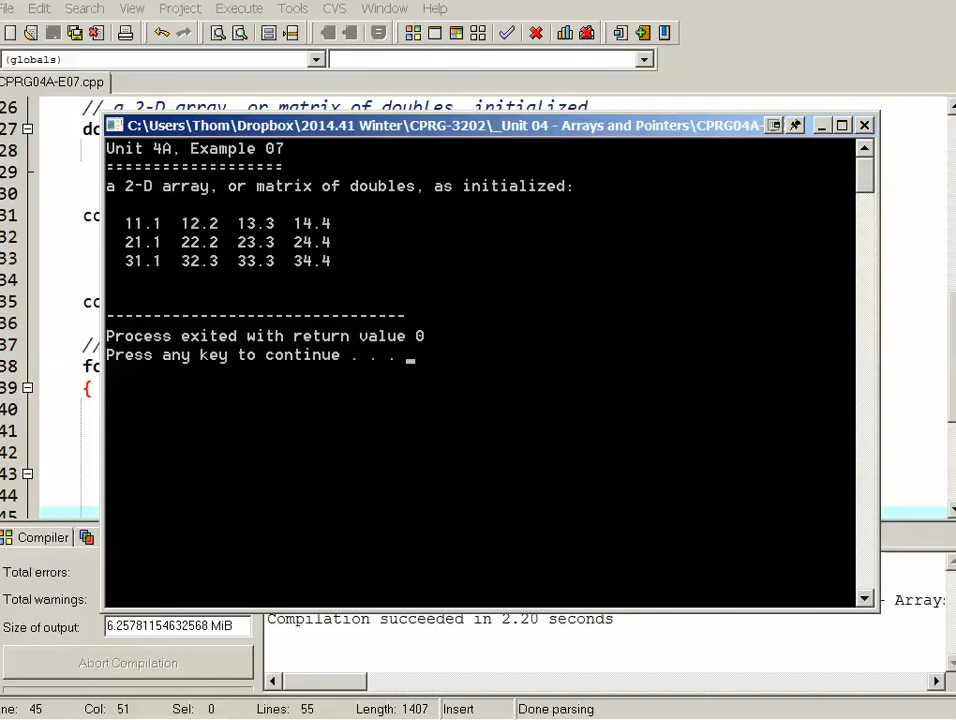 File Edit Search View Project Execute Tools CVS Window Help
(globals)
CPRG04A-E07.cpp
26 // a 2-D array, or matrix of doubles, initialized
27 do
28
29
30
31 co
32
33
34
35 co
36
37 //
38 fo
39 {
40
41
42
43
44
45
C:\Users\Thom\Dropbox\2014.41 Winter\CPRG-3202\_Unit 04 - Arrays and Pointers\CPRG04A-
Unit 4A, Example 07
===================
a 2-D array, or matrix of doubles, as initialized:
11.1 12.2 13.3 14.4
21.1 22.2 23.3 24.4
31.1 32.3 33.3 34.4
--------------------------------
Process exited with return value 0
Press any key to continue . . . _
Compiler
Total errors:
Total warnings:
Size of output: 6.25781154632568 MiB
Abort Compilation
- Arrays
Compilation succeeded in 2.20 seconds
ne: 45 Col: 51 Sel: 0 Lines: 55 Length: 1407 Insert Done parsing